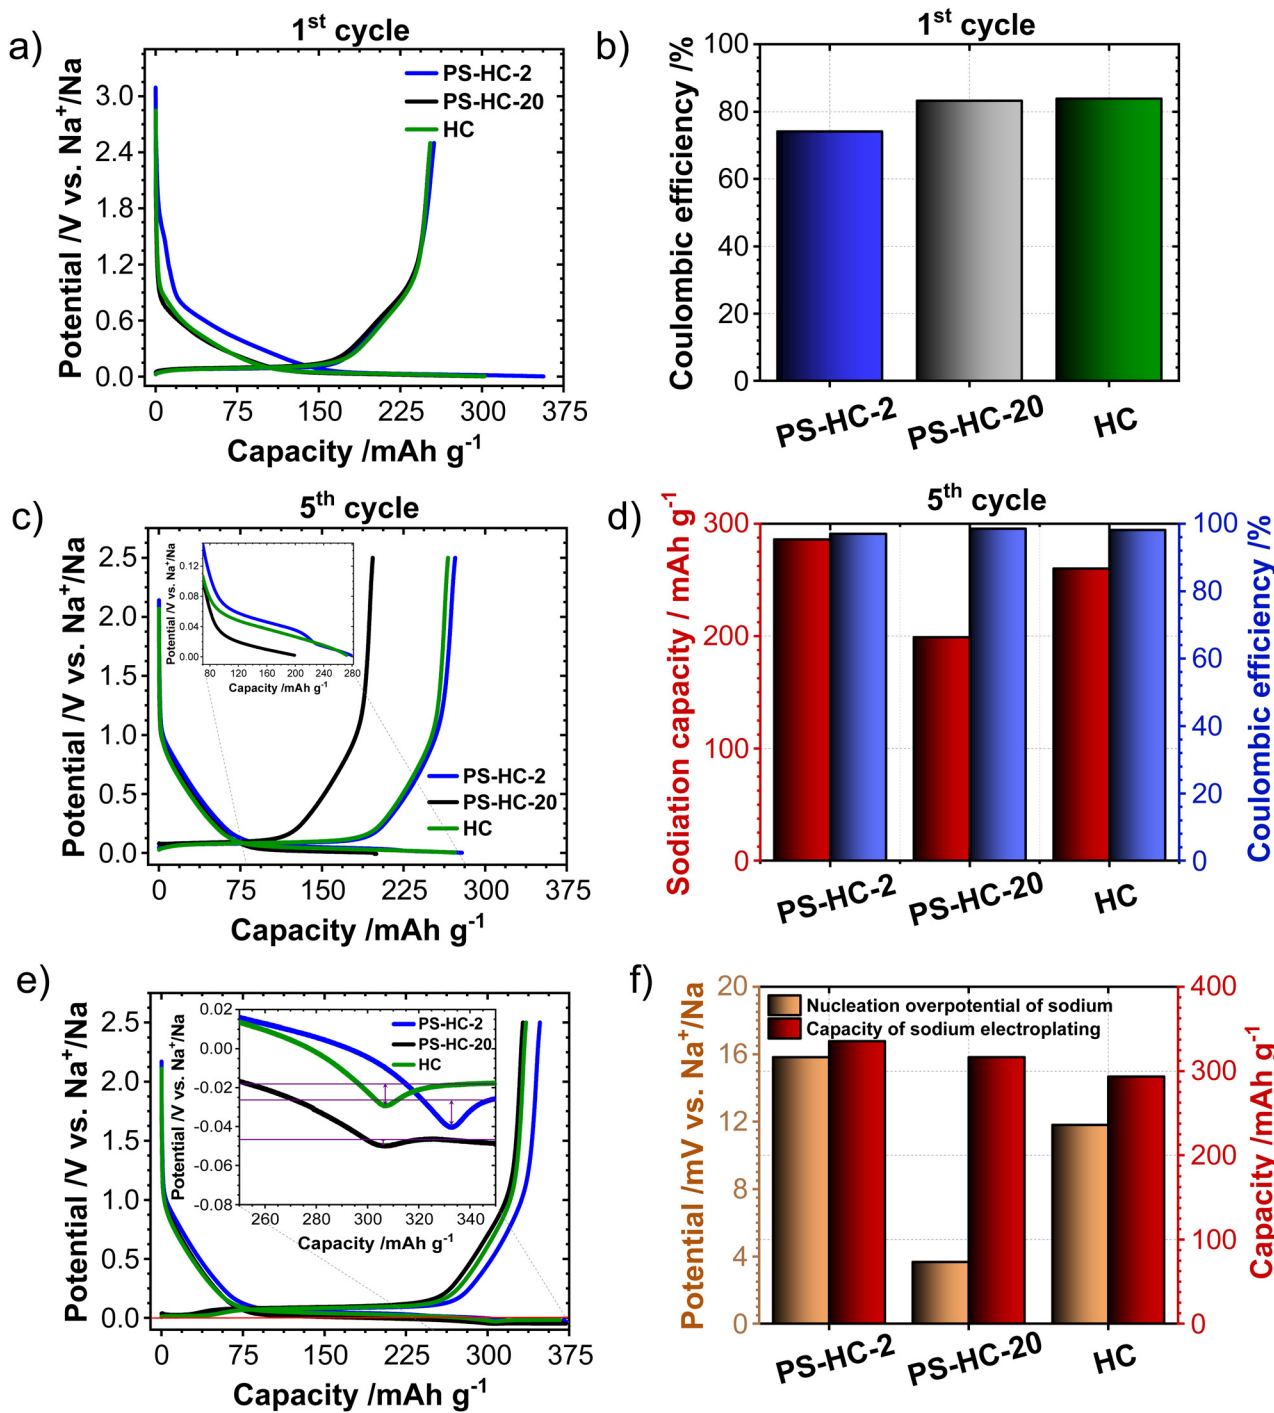 a)
1st cycle
Potential /V vs. Na+/Na
3.0
2.4
1.8
1.2
0.6
0.0
PS-HC-2
PS-HC-20
HC
0 75 150 225 300 375
Capacity /mAh g-1
b)
1st cycle
Coulombic efficiency /%
100
80
60
40
20
0
PS-HC-2 PS-HC-20 HC
c)
5th cycle
Potential /V vs. Na+/Na
2.5
2.0
1.5
1.0
0.5
0.0
Potential /V vs. Na+/Na
0.12
0.08
0.04
0.00
80 120 160 200 240 280
Capacity /mAh g-1
PS-HC-2
PS-HC-20
HC
0 75 150 225 300 375
Capacity /mAh g-1
d)
5th cycle
Sodiation capacity / mAh g-1
300
200
100
0
100
80
60
40
20
0
Coulombic efficiency /%
PS-HC-2 PS-HC-20 HC
e)
Potential /V vs. Na+/Na
2.5
2.0
1.5
1.0
0.5
0.0
Potential /V vs. Na+/Na
0.02
0.00
-0.02
-0.04
-0.06
-0.08
PS-HC-2
PS-HC-20
HC
260 280 300 320 340
Capacity /mAh g-1
0 75 150 225 300 375
Capacity /mAh g-1
f)
Potential /mV vs. Na+/Na
20
16
12
8
4
0
Nucleation overpotential of sodium
Capacity of sodium electroplating
400
300
200
100
0
Capacity /mAh g-1
PS-HC-2 PS-HC-20 HC